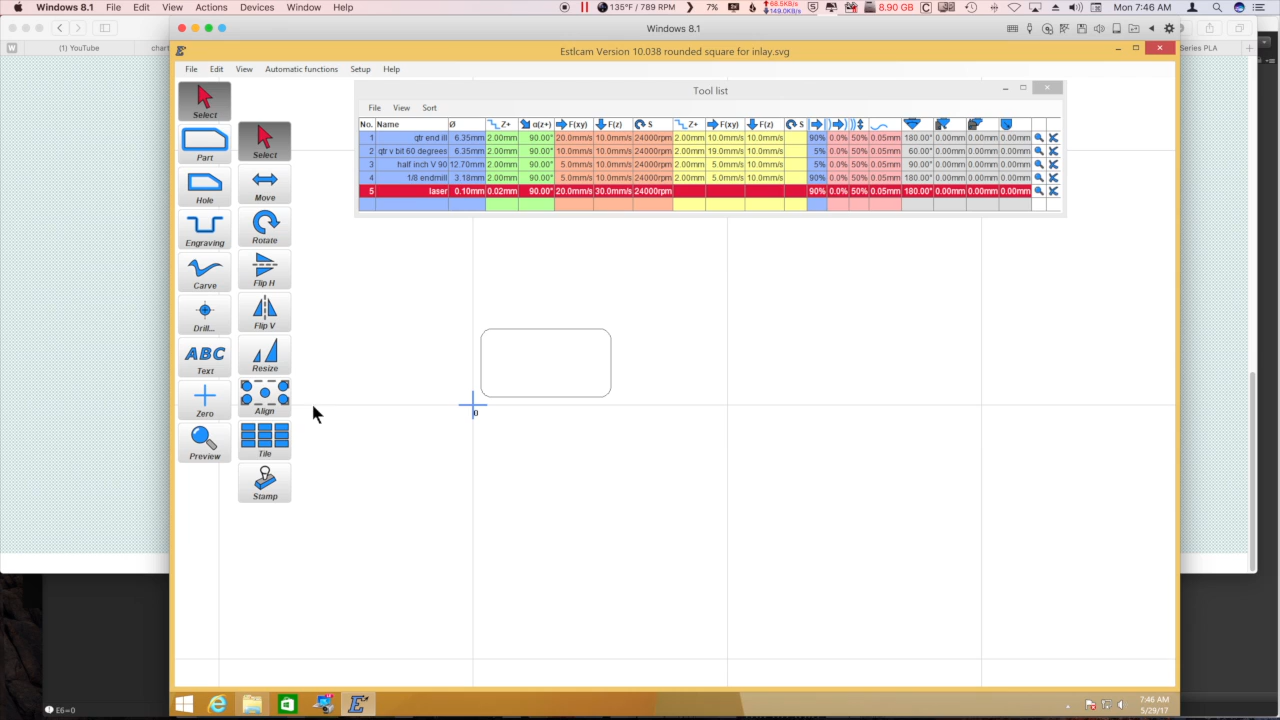 Windows 8.1 File Edit View Actions Devices Window Help 135°F / 789 RPM 7% 68.5KB/s 149.0KB/s 8.90 GB Mon 7:46 AM
Windows 8.1
(1) YouTube
Series PLA
Estlcam Version 10.038 rounded square for inlay.svg
File Edit View Automatic functions Setup Help
Tool list
File View Sort
No. Name Ø Z+ α(z+) F(xy) F(z) S Z+ F(xy) F(z) S
1 qtr end ill 6.35mm 2.00mm 90.00° 20.0mm/s 10.0mm/s 24000rpm 2.00mm 10.0mm/s 10.0mm/s 90% 0.0% 50% 0.05mm 180.00° 0.00mm 0.00mm 0.00mm
2 qtr v bit 60 degrees 6.35mm 2.00mm 90.00° 10.0mm/s 10.0mm/s 24000rpm 2.00mm 19.0mm/s 10.0mm/s 5% 0.0% 50% 0.05mm 60.00° 0.00mm 0.00mm 0.00mm
3 half inch V 90 12.70mm 2.00mm 90.00° 5.0mm/s 10.0mm/s 24000rpm 2.00mm 5.0mm/s 10.0mm/s 5% 0.0% 50% 0.05mm 90.00° 0.00mm 0.00mm 0.00mm
4 1/8 endmill 3.18mm 2.00mm 90.00° 5.0mm/s 10.0mm/s 24000rpm 2.00mm 5.0mm/s 10.0mm/s 90% 0.0% 50% 0.05mm 180.00° 0.00mm 0.00mm 0.00mm
5 laser 0.10mm 0.02mm 90.00° 20.0mm/s 30.0mm/s 24000rpm 90% 0.0% 50% 0.05mm 180.00° 0.00mm 0.00mm 0.00mm
Select
Part
Hole
Engraving
Carve
Drill...
ABC
Text
Zero
Preview
Select
Move
Rotate
Flip H
Flip V
Resize
Align
Tile
Stamp
0
E6=0
7:46 AM
5/29/17